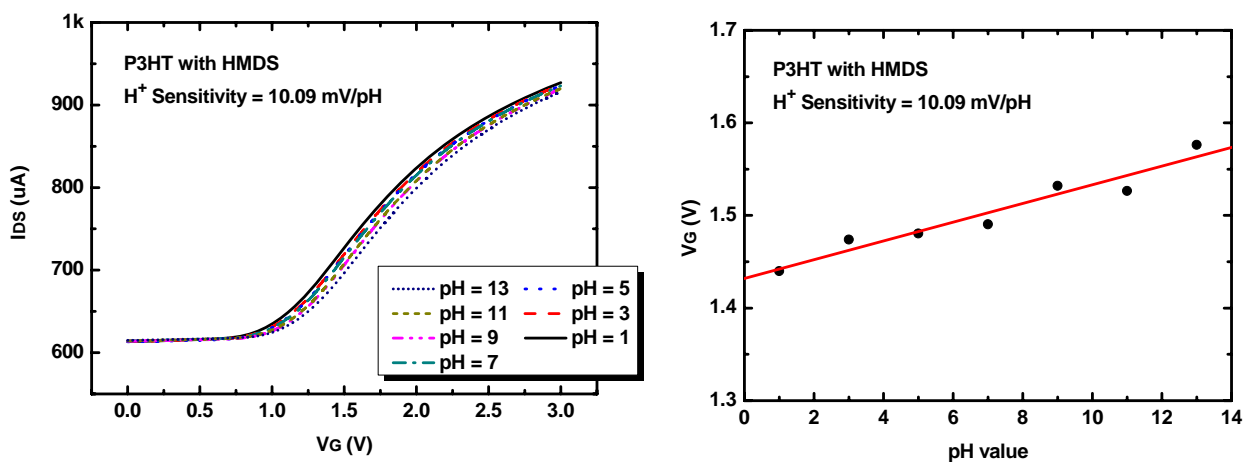 P3HT with HMDS
H+ Sensitivity = 10.09 mV/pH
IDS (uA)
1k
900
800
700
600
pH = 13
pH = 5
pH = 11
pH = 3
pH = 9
pH = 1
pH = 7
0.0 0.5 1.0 1.5 2.0 2.5 3.0
VG (V)
P3HT with HMDS
H+ Sensitivity = 10.09 mV/pH
VG (V)
1.7
1.6
1.5
1.4
1.3
0 2 4 6 8 10 12 14
pH value